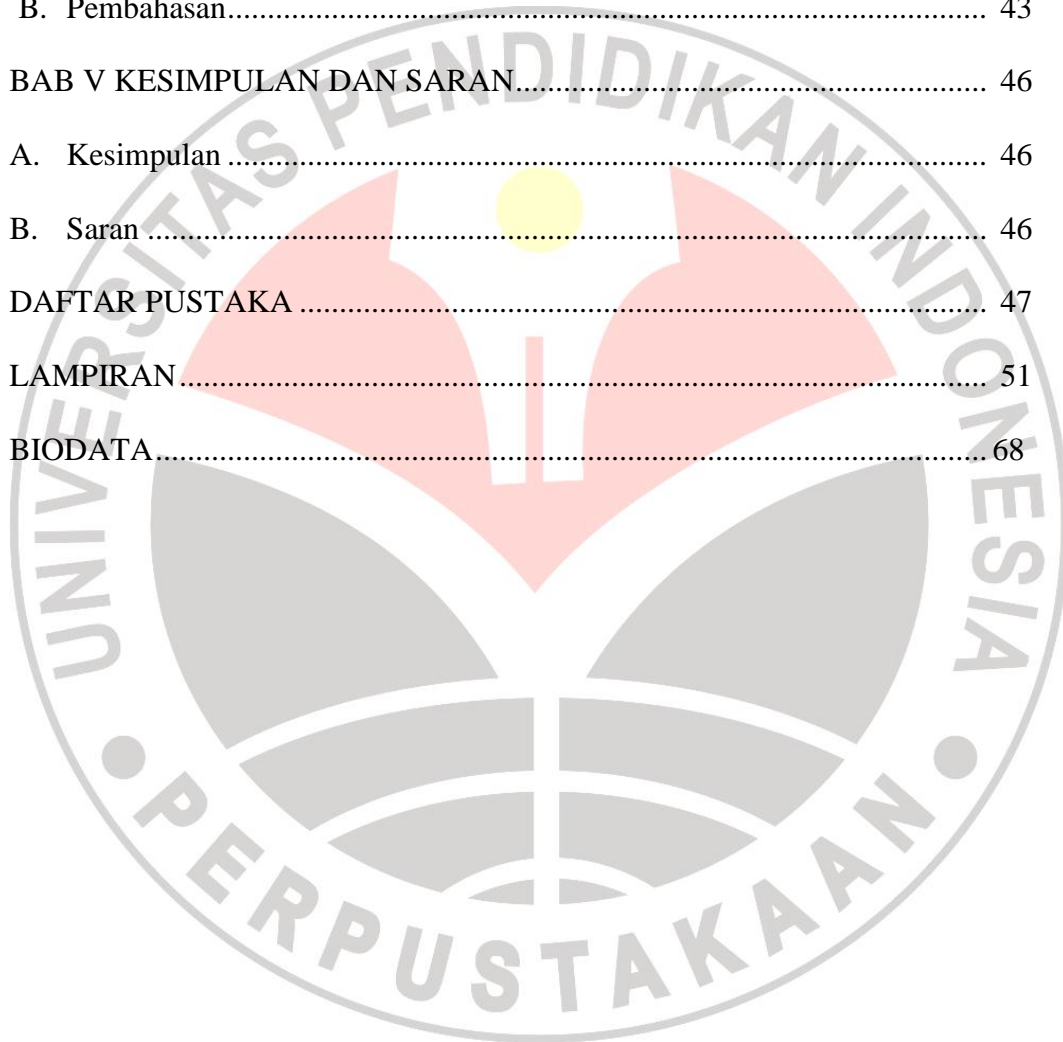 B. Pembahasan.................................................................................................... 43
BAB V KESIMPULAN DAN SARAN.............................................................. 46
A. Kesimpulan .................................................................................................... 46
B. Saran .............................................................................................................. 46
DAFTAR PUSTAKA ........................................................................................... 47
LAMPIRAN........................................................................................................... 51
BIODATA.............................................................................................................. 68
UNIVERSITAS PENDIDIKAN INDONESIA
PERPUSTAKAAN